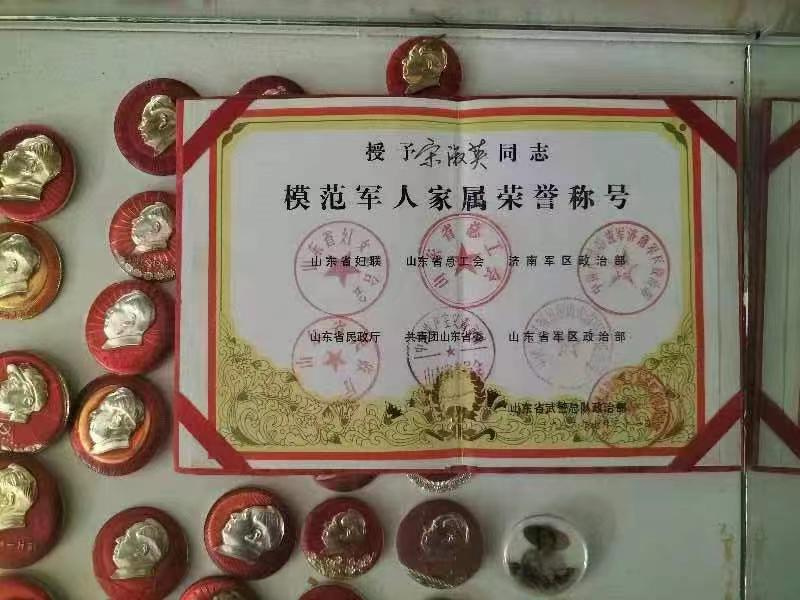 授予宋淑英同志
模范军人家属荣誉称号
山东省妇联 山东省总工会 济南军区政治部
山东省民政厅 共青团山东省委 山东省军区政治部
山东省武警总队政治部